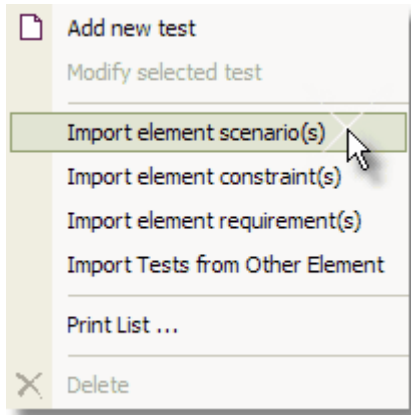 Add new test
Modify selected test
Import element scenario(s)
Import element constraint(s)
Import element requirement(s)
Import Tests from Other Element
Print List ...
Delete